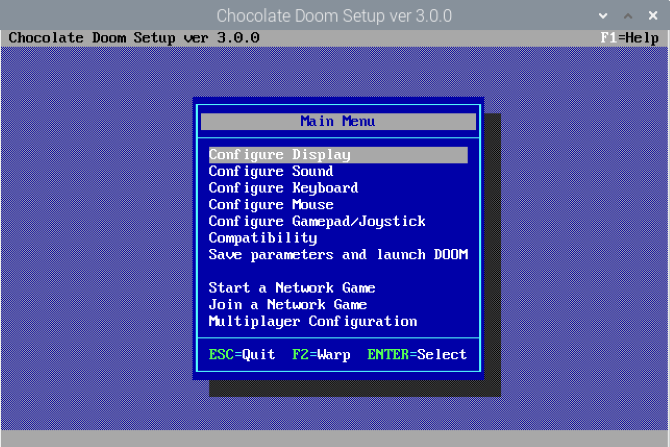 Chocolate Doom Setup ver 3.0.0
Chocolate Doom Setup ver 3.0.0 F1=Help
Main Menu
Configure Display
Configure Sound
Configure Keyboard
Configure Mouse
Configure Gamepad/Joystick
Compatibility
Save parameters and launch DOOM
Start a Network Game
Join a Network Game
Multiplayer Configuration
ESC=Quit F2=Warp ENTER=Select